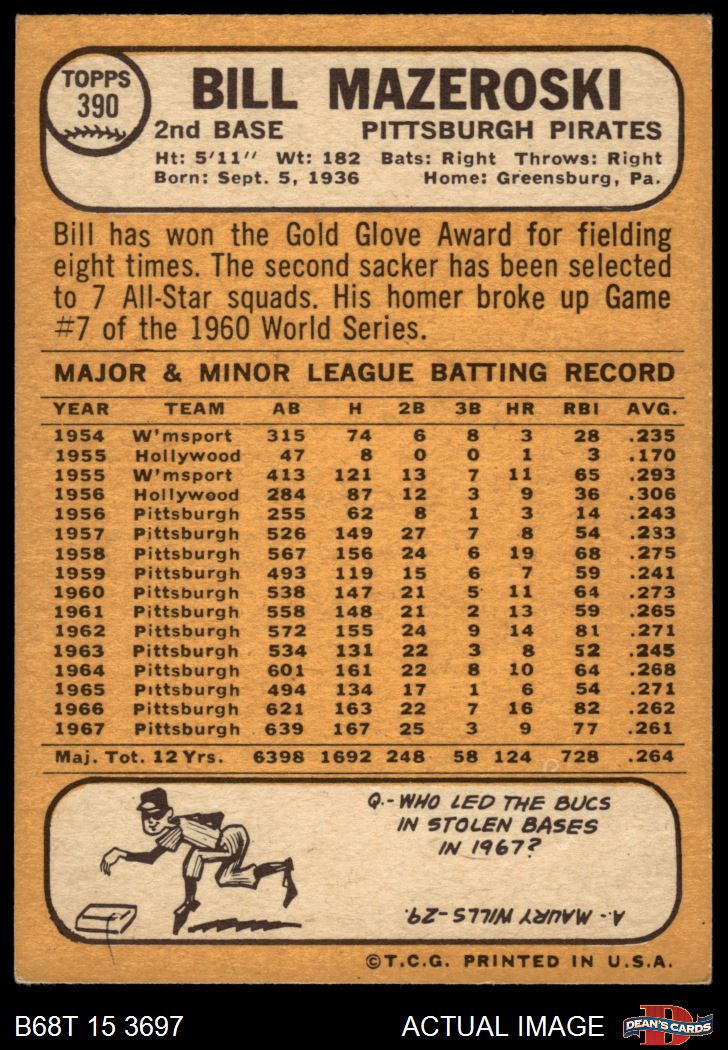 TOPPS
390
BILL MAZEROSKI
2nd BASE PITTSBURGH PIRATES
Ht: 5'11" Wt: 182 Bats: Right Throws: Right
Born: Sept. 5, 1936 Home: Greensburg, Pa.
Bill has won the Gold Glove Award for fielding
eight times. The second sacker has been selected
to 7 All-Star squads. His homer broke up Game
#7 of the 1960 World Series.
MAJOR & MINOR LEAGUE BATTING RECORD
YEAR TEAM AB H 2B 3B HR RBI AVG.
1954 W'msport 315 74 6 8 3 28 .235
1955 Hollywood 47 8 0 0 1 3 .170
1955 W'msport 413 121 13 7 11 65 .293
1956 Hollywood 284 87 12 3 9 36 .306
1956 Pittsburgh 255 62 8 1 3 14 .243
1957 Pittsburgh 526 149 27 7 8 54 .233
1958 Pittsburgh 567 156 24 6 19 68 .275
1959 Pittsburgh 493 119 15 6 7 59 .241
1960 Pittsburgh 538 147 21 5 11 64 .273
1961 Pittsburgh 558 148 21 2 13 59 .265
1962 Pittsburgh 572 155 24 9 14 81 .271
1963 Pittsburgh 534 131 22 3 8 52 .245
1964 Pittsburgh 601 161 22 8 10 64 .268
1965 Pittsburgh 494 134 17 1 6 54 .271
1966 Pittsburgh 621 163 22 7 16 82 .262
1967 Pittsburgh 639 167 25 3 9 77 .261
Maj. Tot. 12 Yrs. 6398 1692 248 58 124 728 .264
Q.-WHO LED THE BUCS
IN STOLEN BASES
IN 1967?
A.-MAURY WILLS-29.
©T.C.G. PRINTED IN U.S.A.
B68T 15 3697 ACTUAL IMAGE
D
DEAN'S CARDS